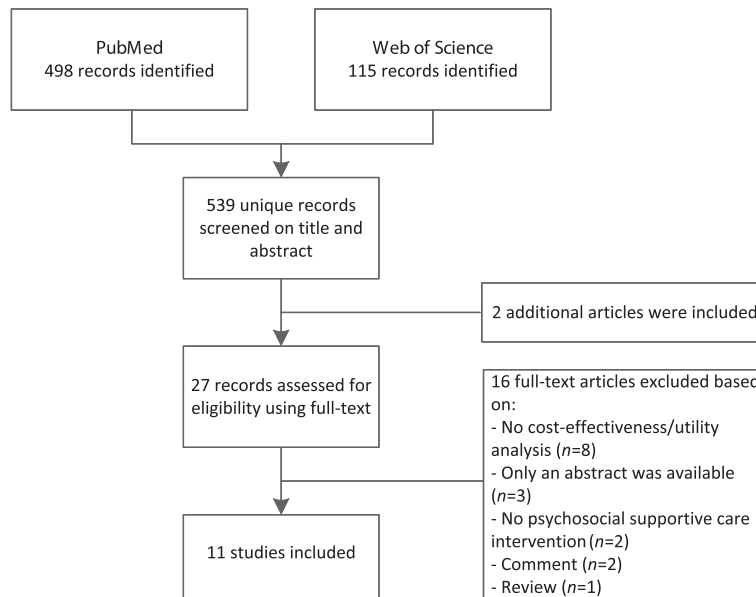 PubMed
498 records identified
Web of Science
115 records identified
539 unique records
screened on title and
abstract
2 additional articles were included
27 records assessed for
eligibility using full-text
16 full-text articles excluded based
on:
- No cost-effectiveness/utility
analysis (n=8)
- Only an abstract was available
(n=3)
- No psychosocial supportive care
intervention (n=2)
- Comment (n=2)
- Review (n=1)
11 studies included